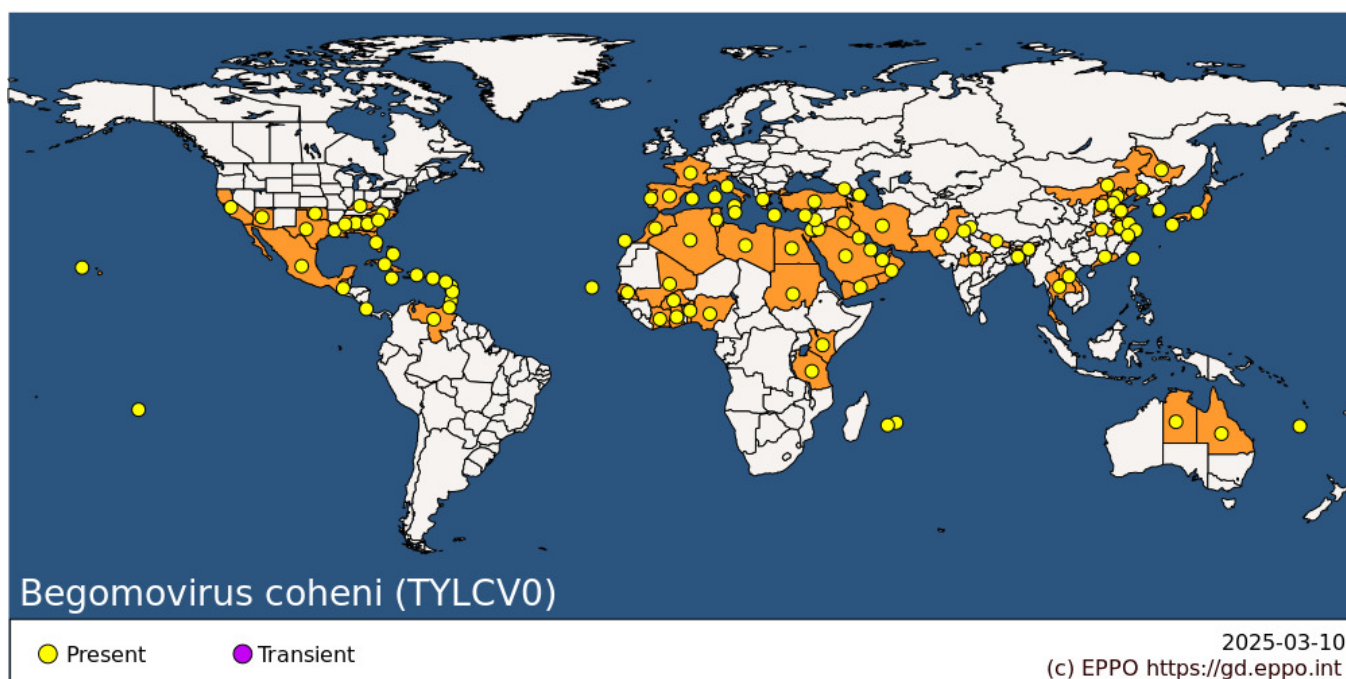 Begomovirus coheni (TYLCV0)
Present
Transient
2025-03-10
(c) EPPO https://gd.eppo.int